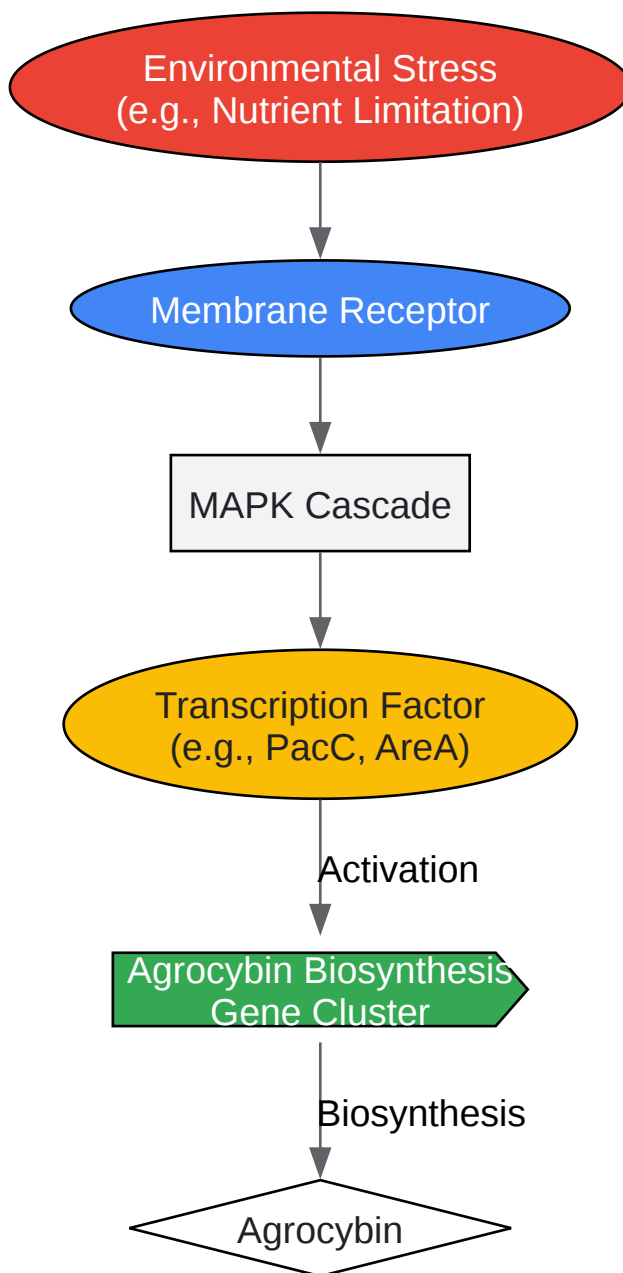 Environmental Stress
(e.g., Nutrient Limitation)
Membrane Receptor
MAPK Cascade
Transcription Factor
(e.g., PacC, AreA)
Activation
Agrocybin Biosynthesis
Gene Cluster
Biosynthesis
Agrocybin